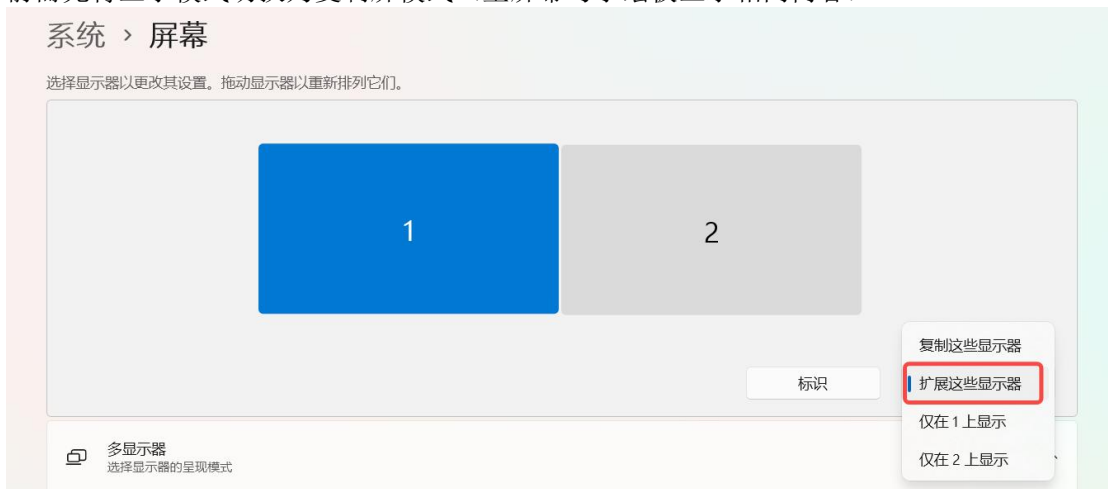 系统 › 屏幕
选择显示器以更改其设置。拖动显示器以重新排列它们。
1
2
复制这些显示器
标识
扩展这些显示器
仅在 1 上显示
多显示器
选择显示器的呈现模式
仅在 2 上显示